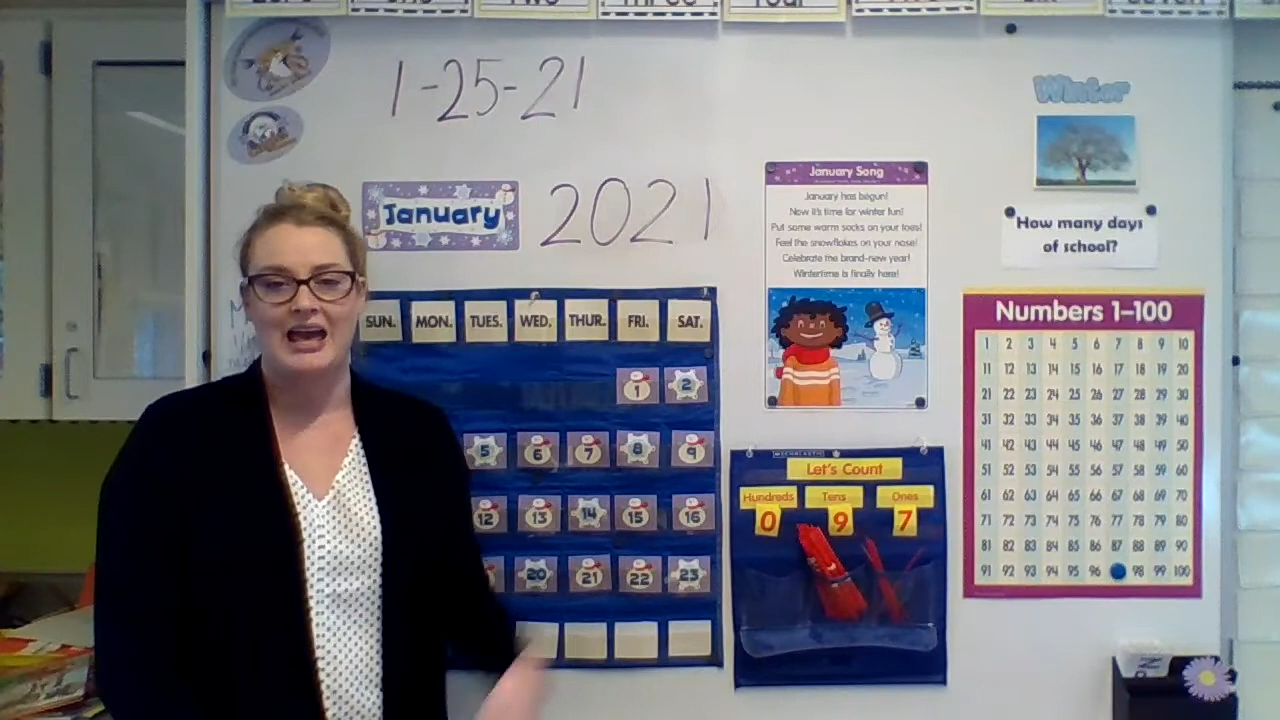 Two Three Four
1-25-21
January 2021
SUN. MON. TUES. WED. THUR. FRI. SAT.
1 2
5 6 7 8 9
12 13 14 15 16
20 21 22 23
January Song
January has begun!
Now it's time for winter fun!
Put some warm socks on your toes!
Feel the snowflakes on your nose!
Celebrate the brand-new year!
Wintertime is finally here!
SCHOLASTIC
Let's Count
Hundreds Tens Ones
0 9 7
Winter
How many days
of school?
Numbers 1–100
1 2 3 4 5 6 7 8 9 10
11 12 13 14 15 16 17 18 19 20
21 22 23 24 25 26 27 28 29 30
31 32 33 34 35 36 37 38 39 40
41 42 43 44 45 46 47 48 49 50
51 52 53 54 55 56 57 58 59 60
61 62 63 64 65 66 67 68 69 70
71 72 73 74 75 76 77 78 79 80
81 82 83 84 85 86 87 88 89 90
91 92 93 94 95 96 98 99 100